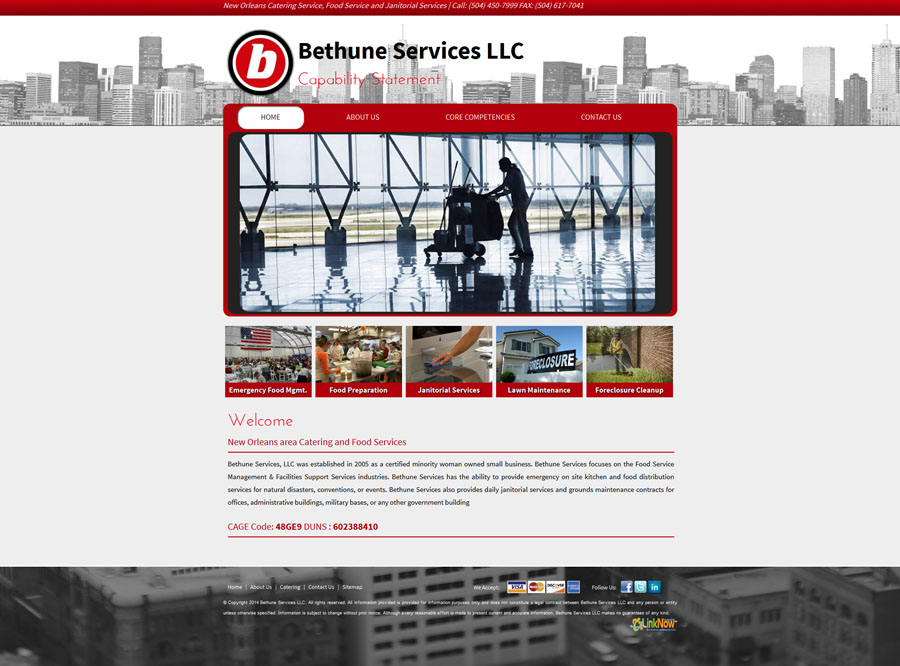 New Orleans Catering Service, Food Service and Janitorial Services | Call: (504) 450-7999 FAX: (504) 617-7041
b
Bethune Services LLC
Capability Statement
HOME ABOUT US CORE COMPETENCIES CONTACT US
FORECLOSURE
Emergency Food Mgmt. Food Preparation Janitorial Services Lawn Maintenance Foreclosure Cleanup
Welcome
New Orleans area Catering and Food Services
Bethune Services, LLC was established in 2005 as a certified minority woman owned small business. Bethune Services focuses on the Food Service
Management & Facilities Support Services industries. Bethune Services has the ability to provide emergency on site kitchen and food distribution
services for natural disasters, conventions, or events. Bethune Services also provides daily janitorial services and grounds maintenance contracts for
offices, administrative buildings, military bases, or any other government building
CAGE Code: 48GE9 DUNS : 602388410
Home | About Us | Catering | Contact Us | Sitemap We Accept: VISA MasterCard DISCOVER Follow Us: f t in
© Copyright 2014 Bethune Services LLC. All rights reserved. All information provided is provided for information purposes only and does not constitute a legal contract between Bethune Services LLC and any person or entity
unless otherwise specified. Information is subject to change without prior notice. Although every reasonable effort is made to present current and accurate information, Bethune Services LLC makes no guarantees of any kind.
LinkNow